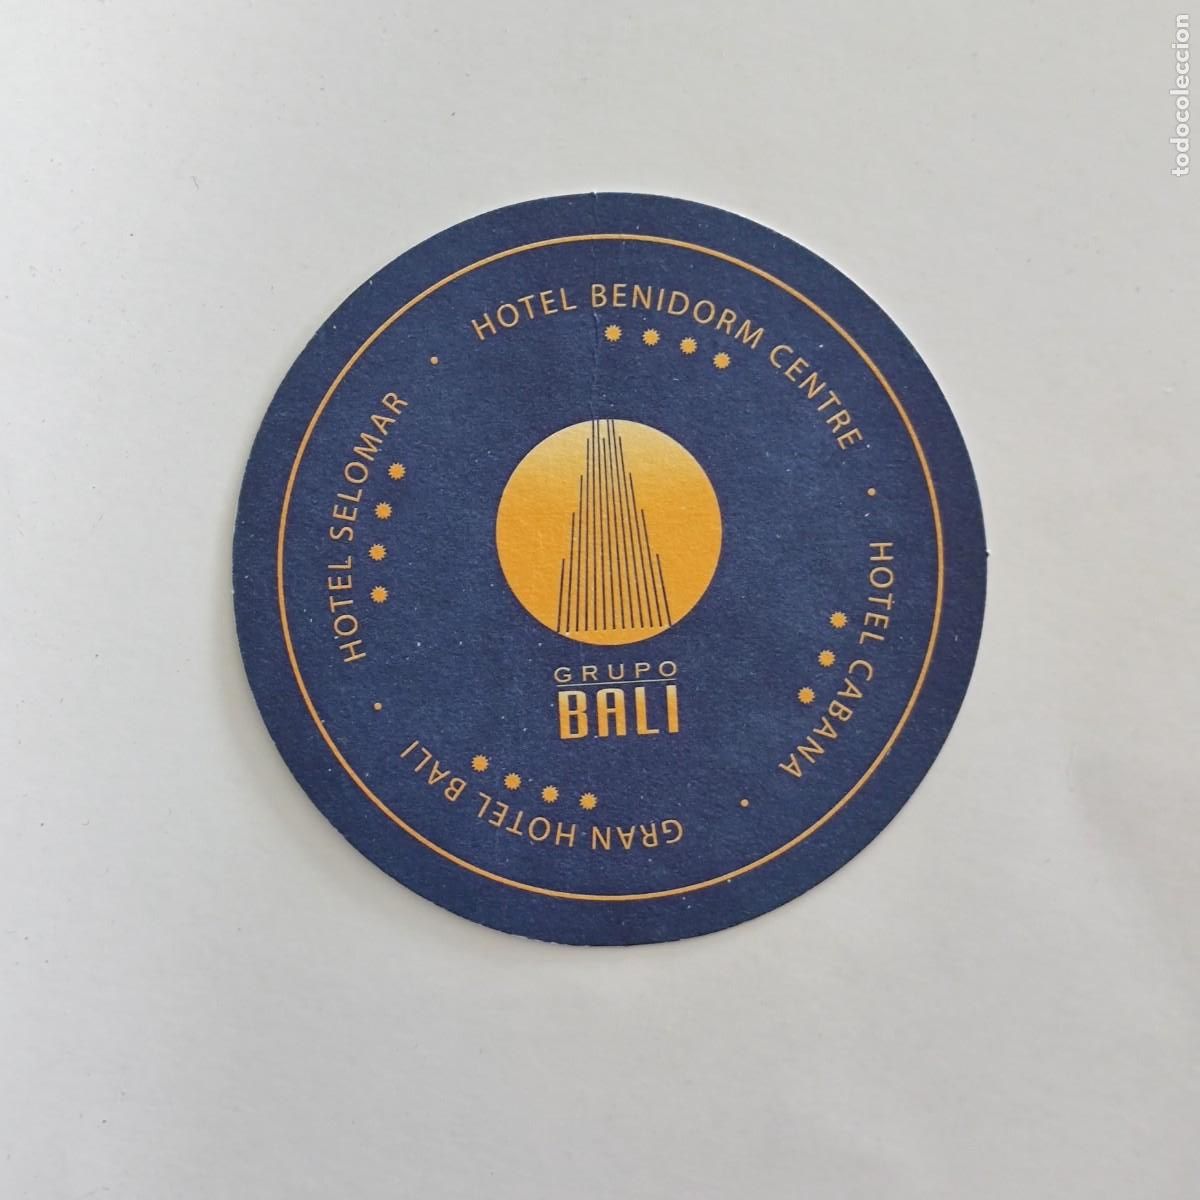 HOTEL BENIDORM CENTRE
HOTEL CABANA
GRAN HOTEL BALI
HOTEL SELOMAR
GRUPO
BALI
todocoleccion